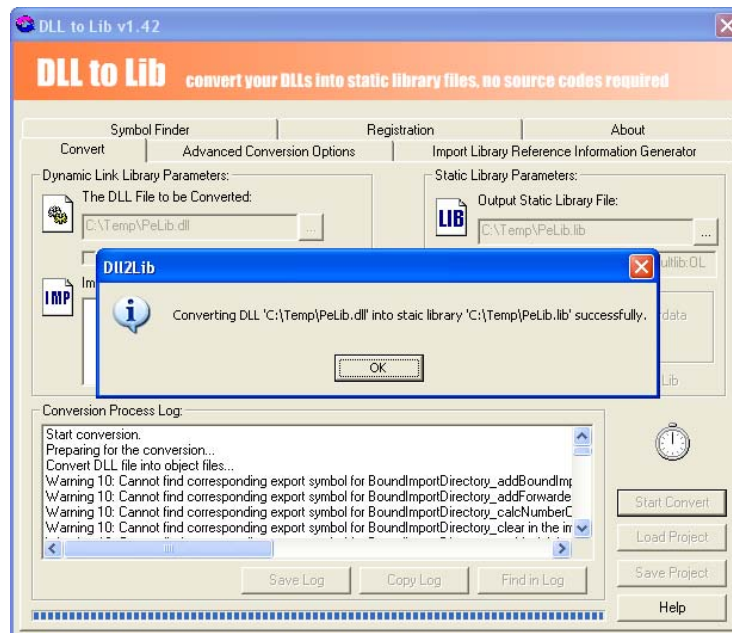 DLL to Lib v1.42
DLL to Lib convert your DLLs into static library files, no source codes required
Symbol Finder Registration About
Convert Advanced Conversion Options Import Library Reference Information Generator
Dynamic Link Library Parameters: Static Library Parameters:
The DLL File to be Converted: Output Static Library File:
C:\Temp\PeLib.dll ... LIB C:\Temp\PeLib.lib ...
Dll2Lib
IMP
Converting DLL 'C:\Temp\PeLib.dll' into staic library 'C:\Temp\PeLib.lib' successfully.
OK
Lib
Conversion Process Log:
Start conversion.
Preparing for the conversion...
Convert DLL file into object files...
Warning 10: Cannot find corresponding export symbol for BoundImportDirectory_addBoundImp
Warning 10: Cannot find corresponding export symbol for BoundImportDirectory_addForwarde
Warning 10: Cannot find corresponding export symbol for BoundImportDirectory_calcNumberO
Warning 10: Cannot find corresponding export symbol for BoundImportDirectory_clear in the im
Start Convert
Load Project
Save Log Copy Log Find in Log Save Project
Help